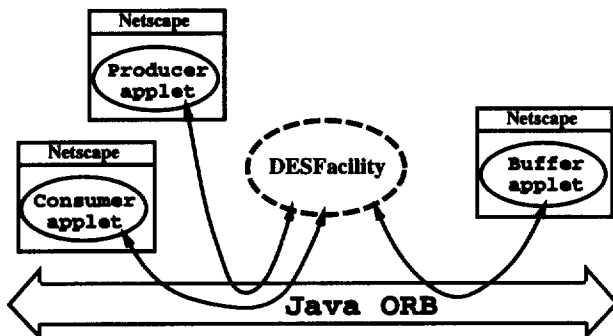 Netscape
Producer
applet
Netscape
Consumer
applet
DESFacility
Netscape
Buffer
applet
Java ORB